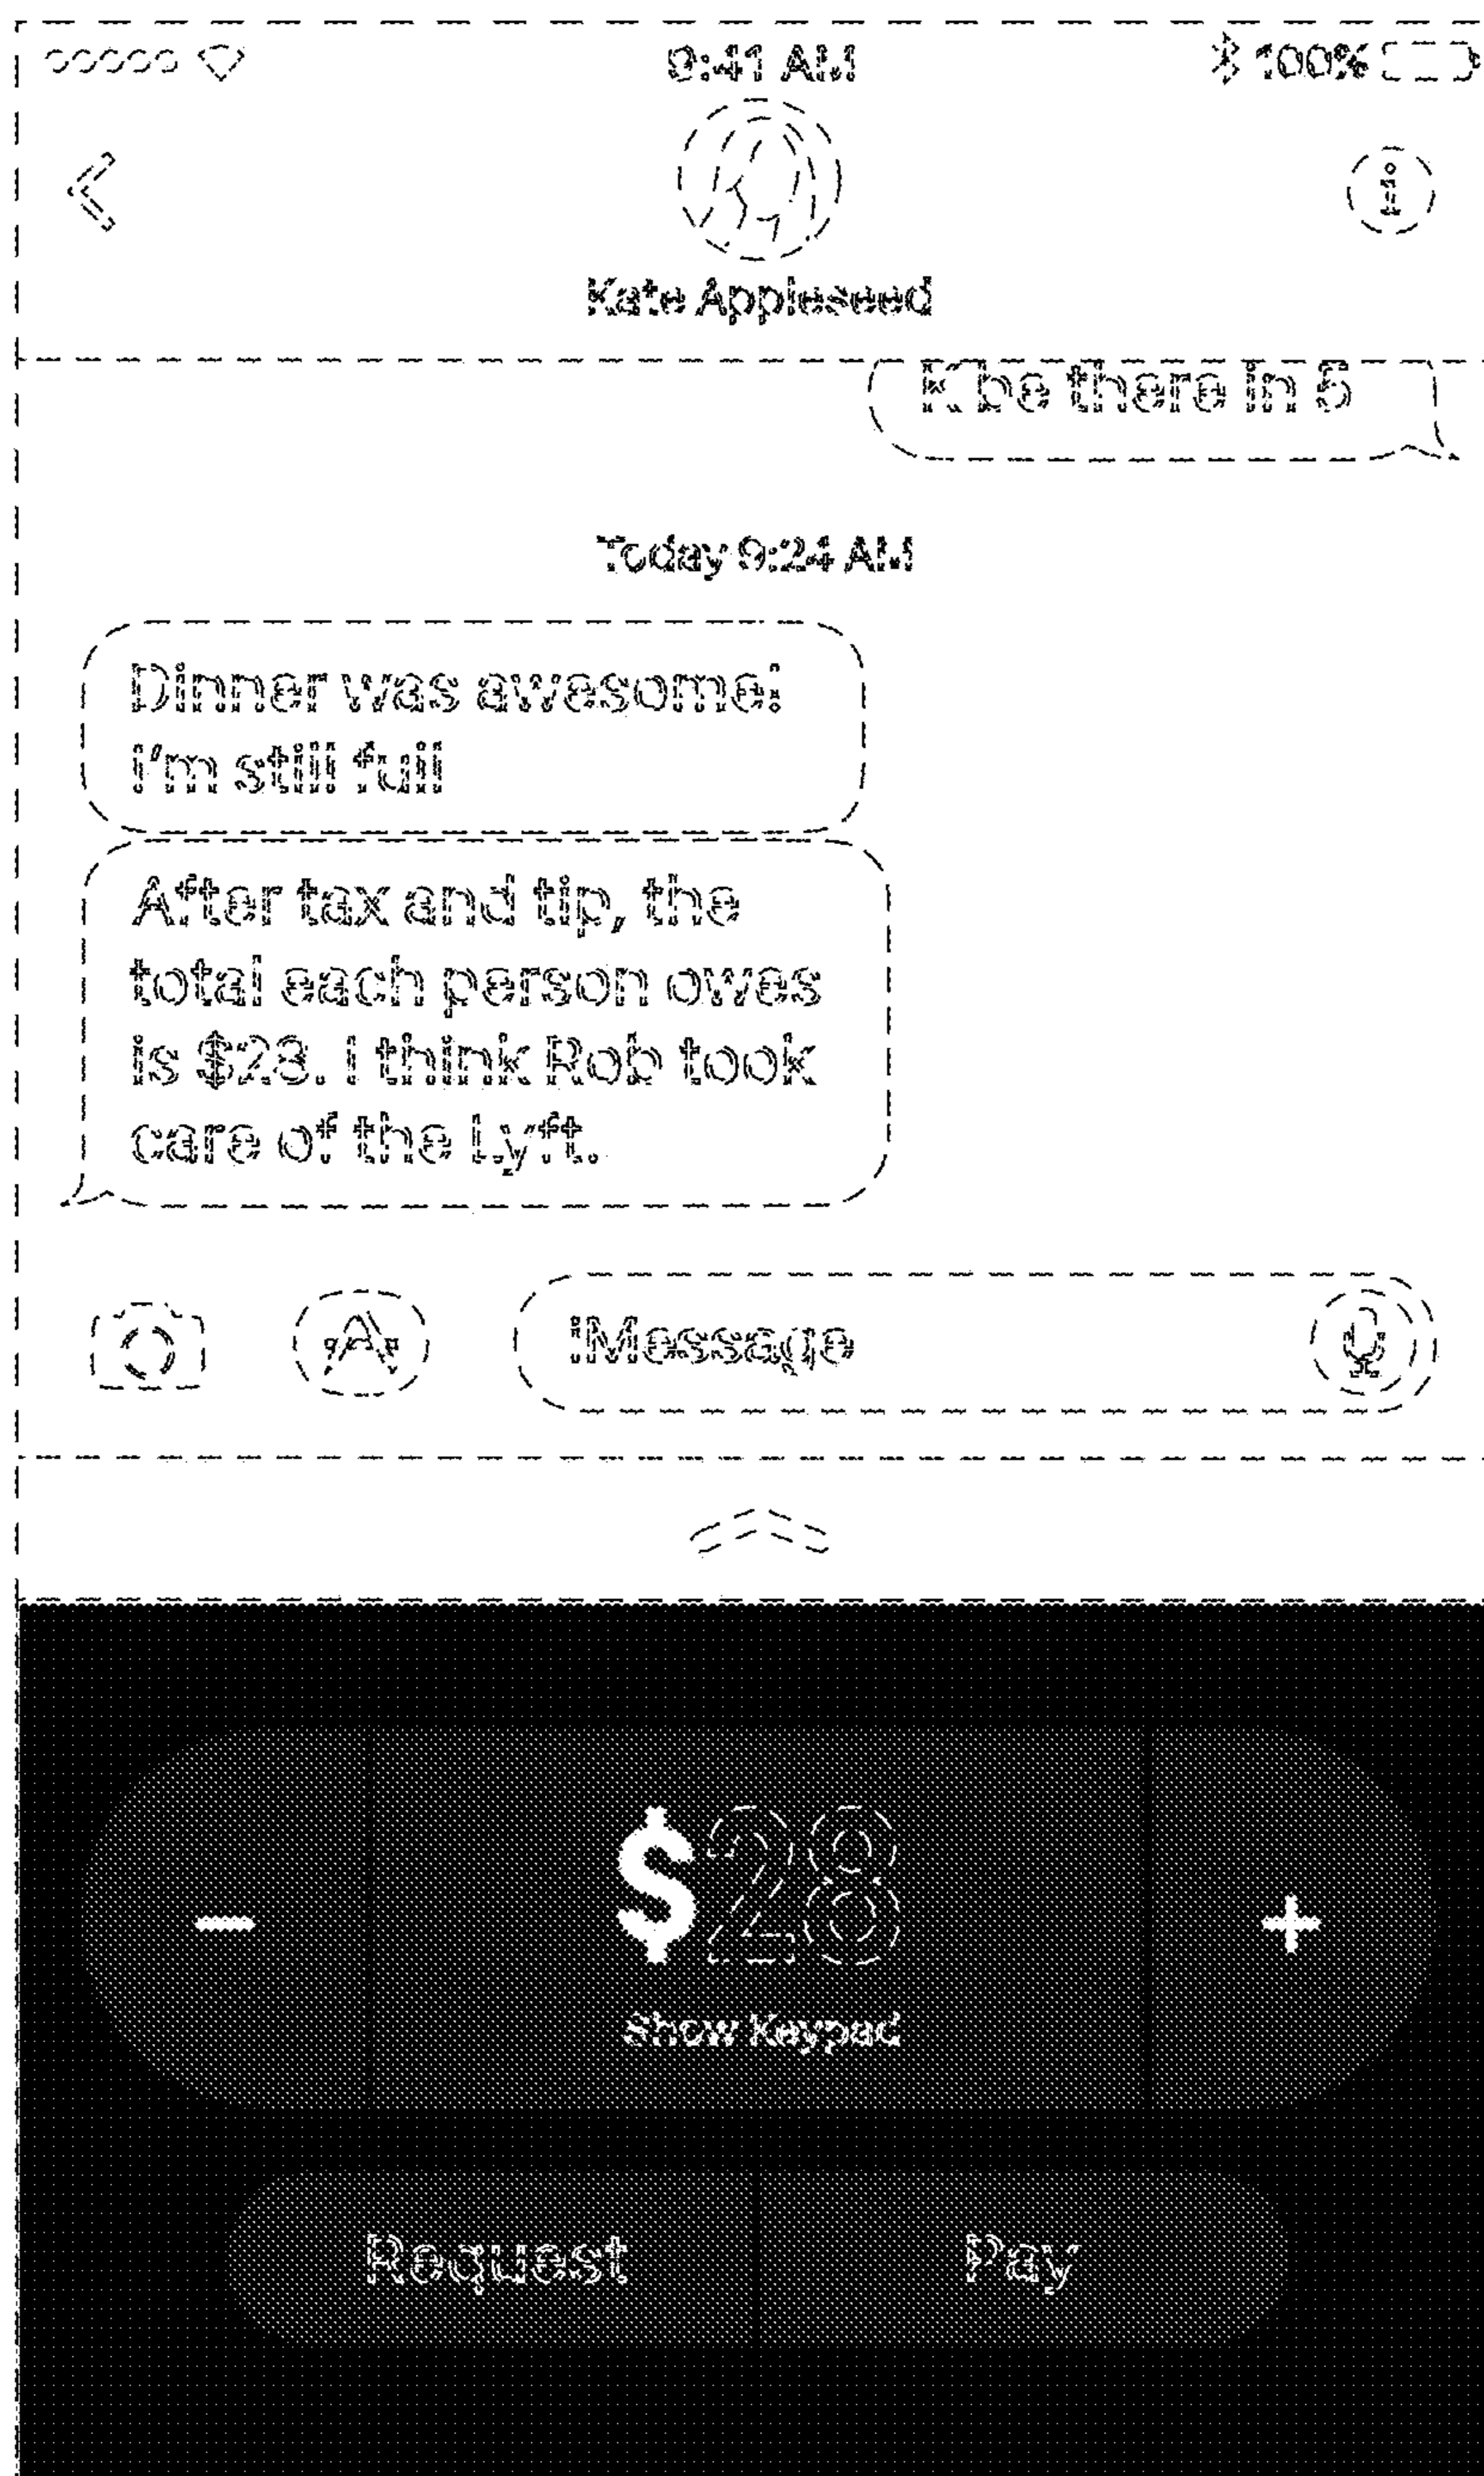 9:41 AM
100%
Kate Appleseed
K be there in 5
Today 9:24 AM
Dinner was awesome!
I'm still full
After tax and tip, the
total each person owes
is $28. I think Rob took
care of the Lyft.
iMessage
− $28 +
Show Keypad
Request Pay